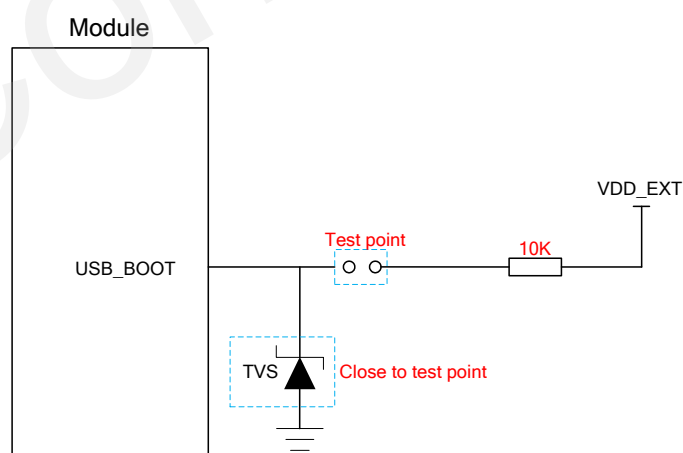 Module
VDD_EXT
Test point
10K
USB_BOOT
TVS
Close to test point